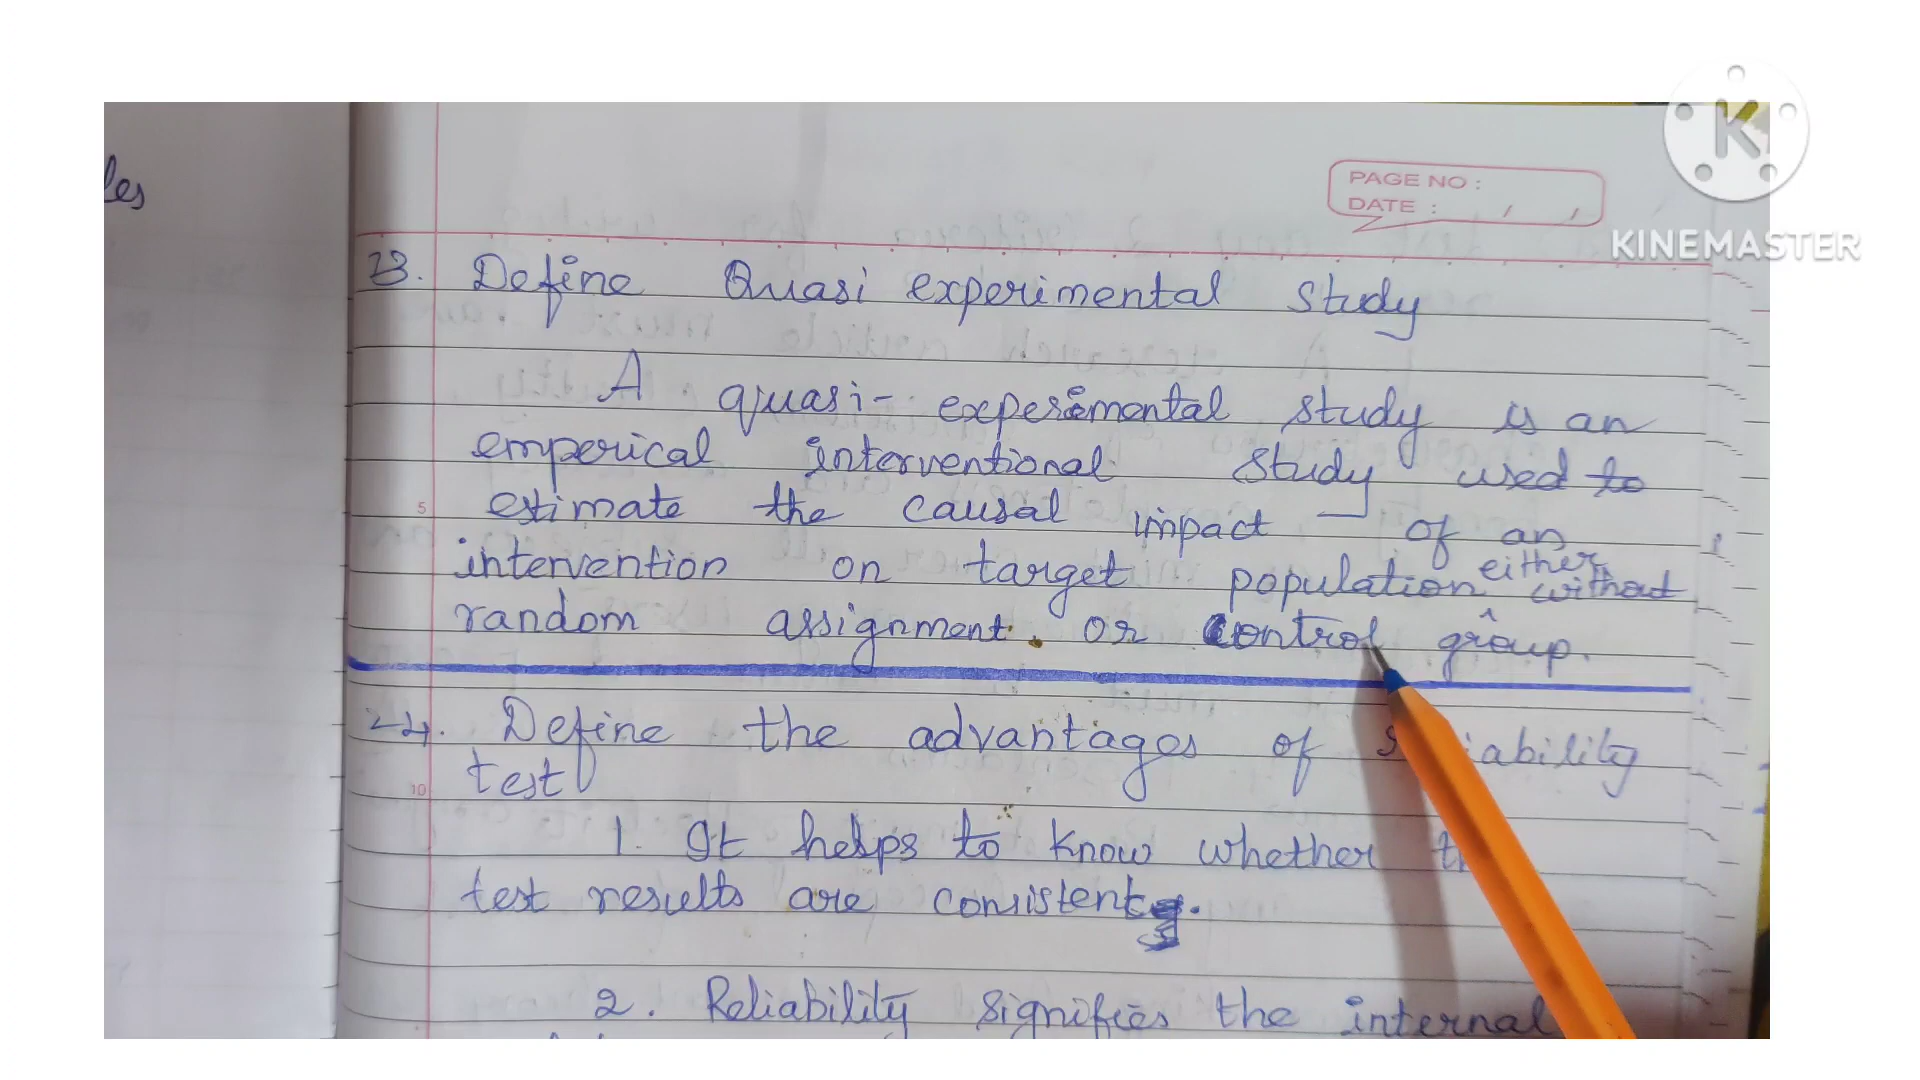 les
PAGE NO :
DATE : / /
KINEMASTER
23. Define Quasi experimental study
A quasi-experimental study is an
emperical interventional study used to
estimate the causal impact of an
intervention on target population either without
random assignment or control group.
24. Define the advantages of iability
test
1. It helps to know whether
test results are consistent.
2. Reliability signifies the internal
5
10